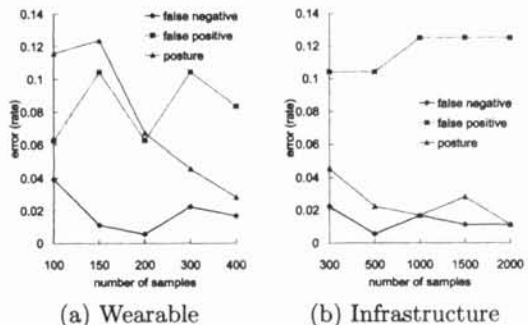 0.14
0.12
0.1
0.08
0.06
0.04
0.02
0
error (rate)
false negative
false positive
posture
100 150 200 300 400
number of samples
(a) Wearable
0.14
0.12
0.1
0.08
0.06
0.04
0.02
0
error (rate)
false negative
false positive
posture
300 500 1000 1500 2000
number of samples
(b) Infrastructure